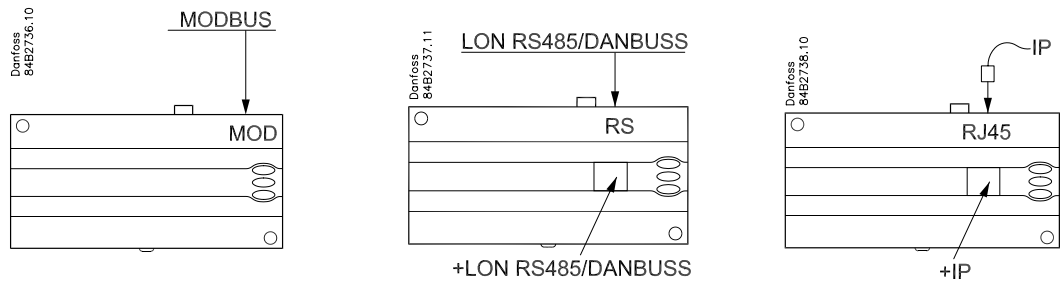 Danfoss
84B2736.10
MODBUS
MOD
Danfoss
84B2737.11
LON RS485/DANBUSS
RS
+LON RS485/DANBUSS
Danfoss
84B2738.10
IP
RJ45
+IP